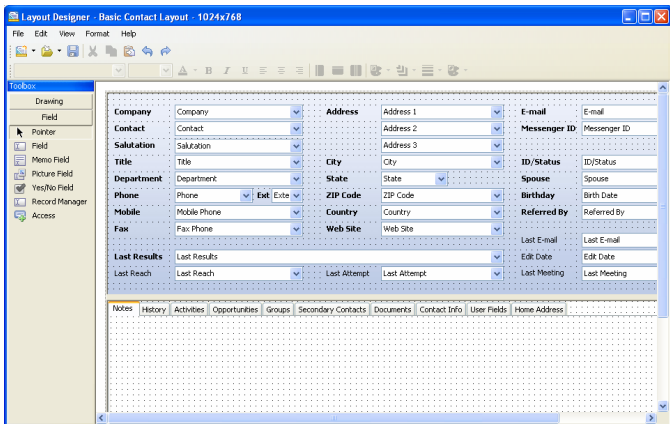 Layout Designer - Basic Contact Layout - 1024x768
File Edit View Format Help
A B I U
Toolbox
Drawing
Field
Pointer
Field
Memo Field
Picture Field
Yes/No Field
Record Manager
Access
Company Company Address Address 1 E-mail E-mail
Contact Contact Address 2 Messenger ID Messenger ID
Salutation Salutation Address 3
Title Title City City ID/Status ID/Status
Department Department State State Spouse Spouse
Phone Phone Ext Exte ZIP Code ZIP Code Birthday Birth Date
Mobile Mobile Phone Country Country Referred By Referred By
Fax Fax Phone Web Site Web Site
Last E-mail Last E-mail
Last Results Last Results Edit Date Edit Date
Last Reach Last Reach Last Attempt Last Attempt Last Meeting Last Meeting
Notes History Activities Opportunities Groups Secondary Contacts Documents Contact Info User Fields Home Address